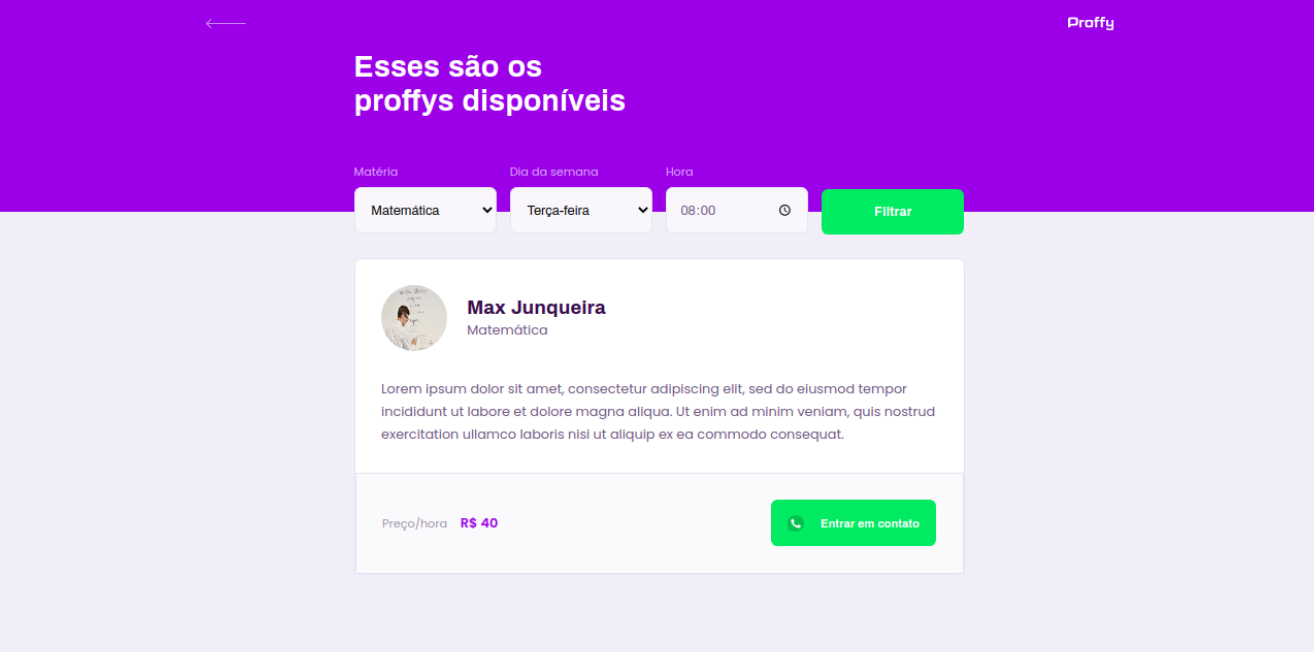 Proffy
Esses são os
proffys disponíveis
Matéria
Dia da semana
Hora
Matemática
Terça-feira
08:00
Filtrar
Max Junqueira
Matemática
Lorem ipsum dolor sit amet, consectetur adipiscing elit, sed do eiusmod tempor
incididunt ut labore et dolore magna aliqua. Ut enim ad minim veniam, quis nostrud
exercitation ullamco laboris nisi ut aliquip ex ea commodo consequat.
Preço/hora
R$ 40
Entrar em contato